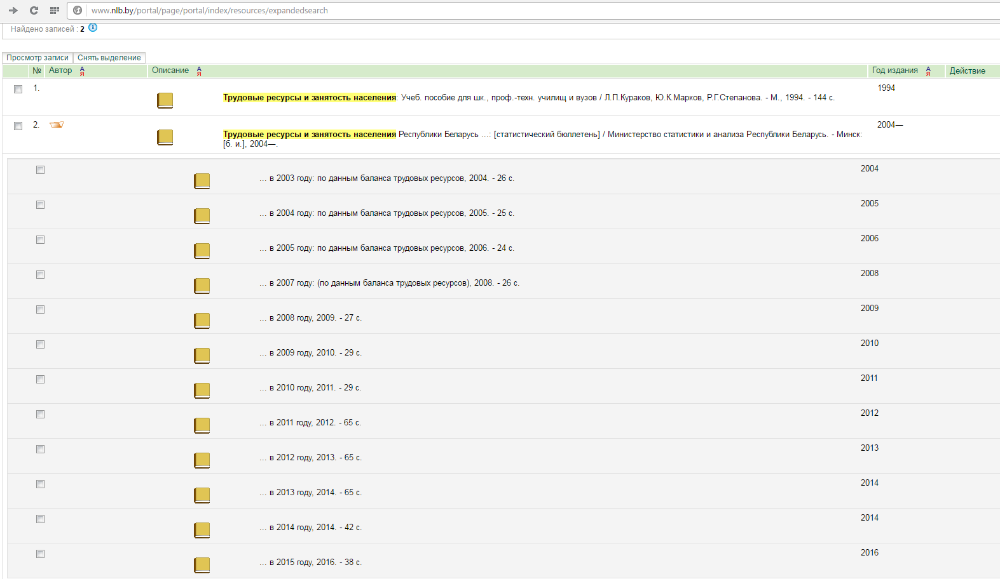 www.nlb.by/portal/page/portal/index/resources/expandedsearch
Найдено записей : 2
Просмотр записи Снять выделение
№ Автор А Я Описание А Я Год издания А Я Действие
1. 1994
Трудовые ресурсы и занятость населения: Учеб. пособие для шк., проф.-техн. училищ и вузов / Л.П.Кураков, Ю.К.Марков, Р.Г.Степанова. - М., 1994. - 144 с.
2. 2004—
Трудовые ресурсы и занятость населения Республики Беларусь ...: [статистический бюллетень] / Министерство статистики и анализа Республики Беларусь. - Минск:
[б. и.], 2004—.
2004
... в 2003 году: по данным баланса трудовых ресурсов, 2004. - 26 с.
2005
... в 2004 году: по данным баланса трудовых ресурсов, 2005. - 25 с.
2006
... в 2005 году: по данным баланса трудовых ресурсов, 2006. - 24 с.
2008
... в 2007 году: (по данным баланса трудовых ресурсов), 2008. - 26 с.
2009
... в 2008 году, 2009. - 27 с.
2010
... в 2009 году, 2010. - 29 с.
2011
... в 2010 году, 2011. - 29 с.
2012
... в 2011 году, 2012. - 65 с.
2013
... в 2012 году, 2013. - 65 с.
2014
... в 2013 году, 2014. - 65 с.
2014
... в 2014 году, 2014. - 42 с.
2016
... в 2015 году, 2016. - 38 с.